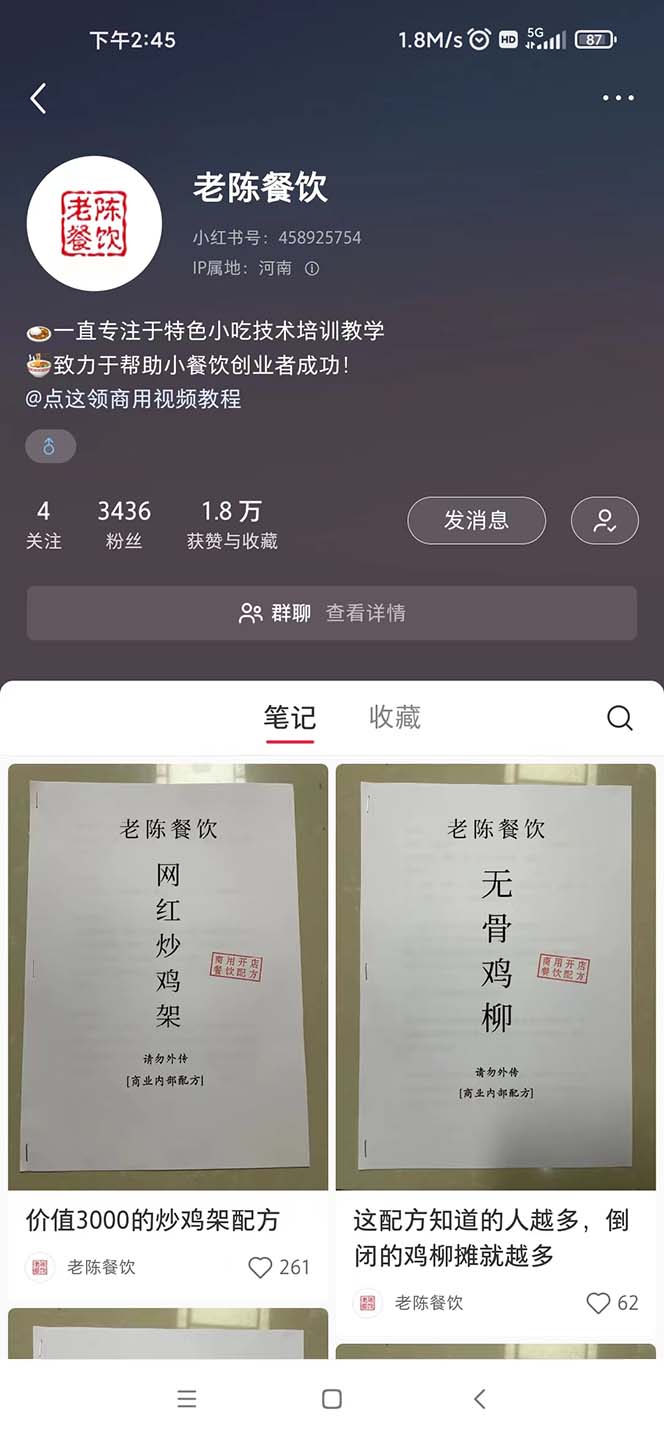 下午2:45
1.8M/s HD 5G 87
老陈
餐饮
老陈餐饮
小红书号：458925754
IP属地：河南
一直专注于特色小吃技术培训教学
致力于帮助小餐饮创业者成功！
@点这领商用视频教程
4 3436 1.8 万
关注 粉丝 获赞与收藏
发消息
群聊 查看详情
笔记 收藏
老陈餐饮
网红炒鸡架
商用开店
餐饮配方
请勿外传
[商业内部配方]
价值3000的炒鸡架配方
老陈餐饮 261
老陈餐饮
无骨鸡柳
商用开店
餐饮配方
请勿外传
[商业内部配方]
这配方知道的人越多，倒
闭的鸡柳摊就越多
老陈餐饮 62